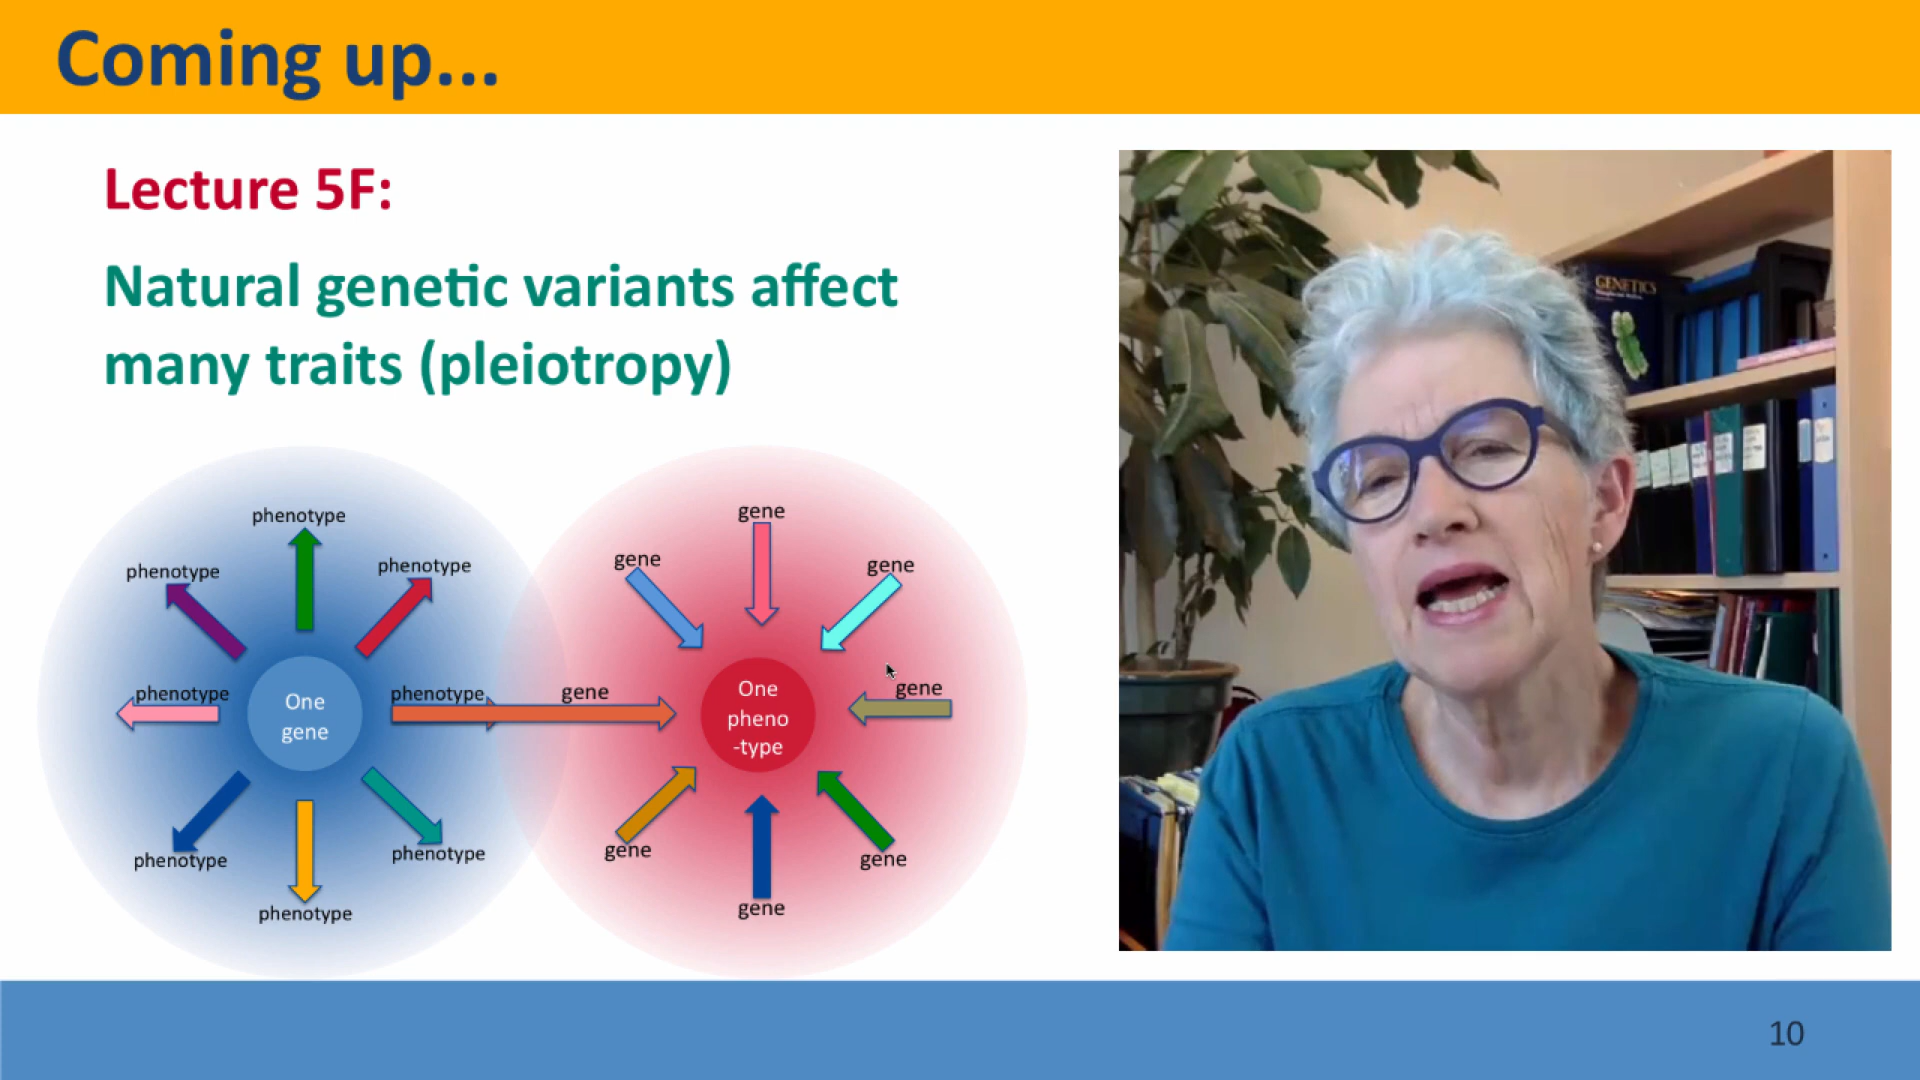 Coming up...
Lecture 5F:
Natural genetic variants affect
many traits (pleiotropy)
phenotype
phenotype
phenotype
phenotype
One
gene
phenotype
phenotype
phenotype
phenotype
gene
gene
gene
gene
One
pheno
-type
gene
gene
gene
gene
GENETICS
10